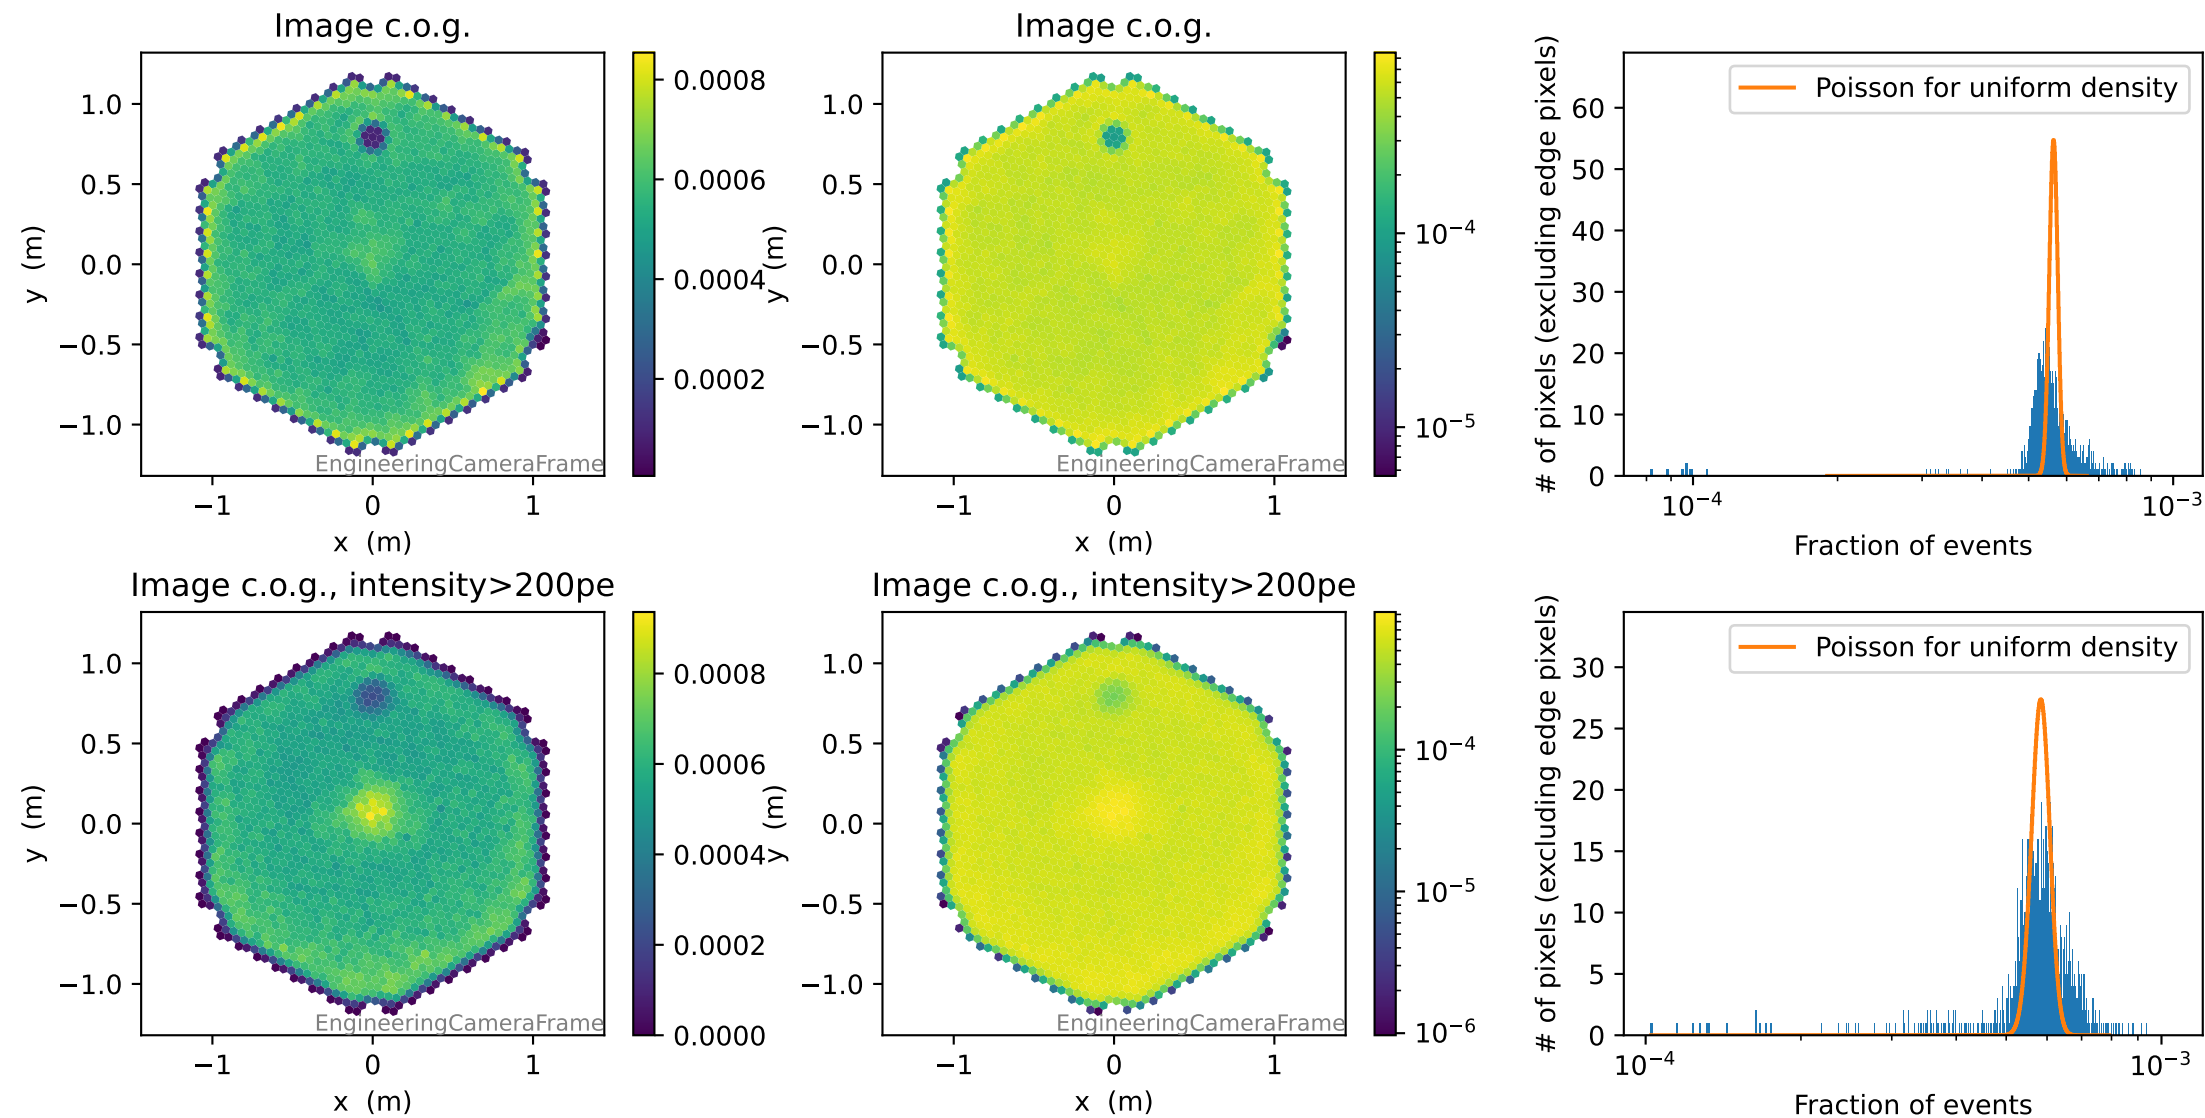 Image c.o.g.
1.0
0.5
0.0
−0.5
−1.0
y (m)
−1
0
1
x (m)
EngineeringCameraFrame
0.0008
0.0006
0.0004
0.0002
Image c.o.g.
1.0
0.5
0.0
−0.5
−1.0
y (m)
−1
0
1
x (m)
EngineeringCameraFrame
10⁻⁴
10⁻⁵
# of pixels (excluding edge pixels)
60
50
40
30
20
10
0
Poisson for uniform density
10⁻⁴
10⁻³
Fraction of events
Image c.o.g., intensity>200pe
1.0
0.5
0.0
−0.5
−1.0
y (m)
−1
0
1
x (m)
EngineeringCameraFrame
0.0008
0.0006
0.0004
0.0002
0.0000
Image c.o.g., intensity>200pe
1.0
0.5
0.0
−0.5
−1.0
y (m)
−1
0
1
x (m)
EngineeringCameraFrame
10⁻⁴
10⁻⁵
10⁻⁶
# of pixels (excluding edge pixels)
30
25
20
15
10
5
0
Poisson for uniform density
10⁻⁴
10⁻³
Fraction of events